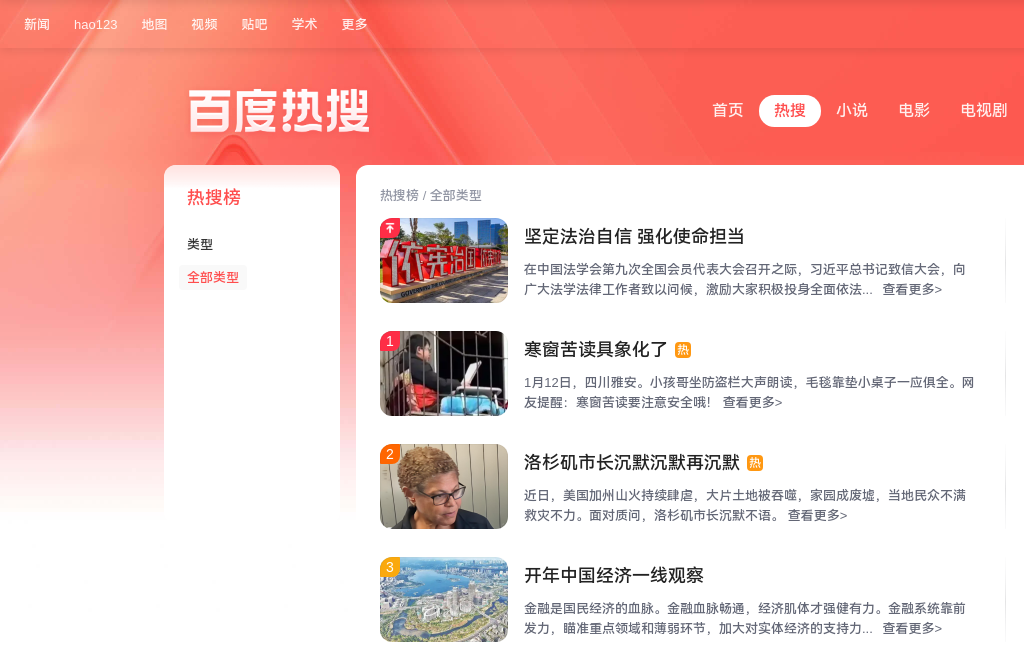 新闻 hao123 地图 视频 贴吧 学术 更多
百度热搜
首页 热搜 小说 电影 电视剧
热搜榜
类型
全部类型
热搜榜 / 全部类型
依宪治国
坚定法治自信 强化使命担当
在中国法学会第九次全国会员代表大会召开之际，习近平总书记致信大会，向
广大法学法律工作者致以问候，激励大家积极投身全面依法... 查看更多>
1
寒窗苦读具象化了 热
1月12日，四川雅安。小孩哥坐防盗栏大声朗读，毛毯靠垫小桌子一应俱全。网
友提醒：寒窗苦读要注意安全哦！ 查看更多>
2
洛杉矶市长沉默沉默再沉默 热
近日，美国加州山火持续肆虐，大片土地被吞噬，家园成废墟，当地民众不满
救灾不力。面对质问，洛杉矶市长沉默不语。 查看更多>
3
开年中国经济一线观察
金融是国民经济的血脉。金融血脉畅通，经济肌体才强健有力。金融系统靠前
发力，瞄准重点领域和薄弱环节，加大对实体经济的支持力... 查看更多>